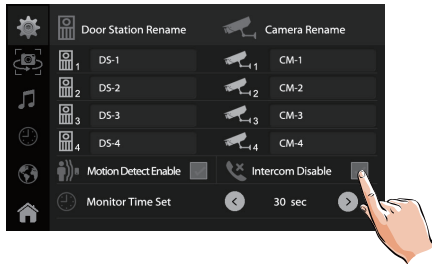 Door Station Rename Camera Rename
1 DS-1 1 CM-1
2 DS-2 2 CM-2
3 DS-3 3 CM-3
4 DS-4 4 CM-4
Motion Detect Enable Intercom Disable
Monitor Time Set < 30 sec >